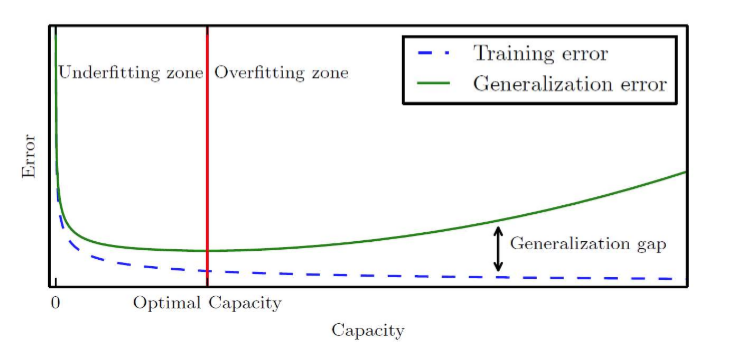 Training error
Generalization error
Underfitting zone
Overfitting zone
Error
Generalization gap
0
Optimal Capacity
Capacity